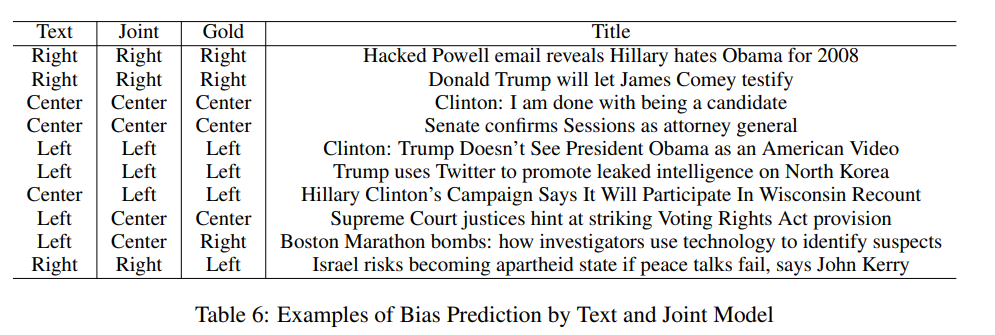 Text Joint Gold Title
Right Right Right Hacked Powell email reveals Hillary hates Obama for 2008
Right Right Right Donald Trump will let James Comey testify
Center Center Center Clinton: I am done with being a candidate
Center Center Center Senate confirms Sessions as attorney general
Left Left Left Clinton: Trump Doesn't See President Obama as an American Video
Left Left Left Trump uses Twitter to promote leaked intelligence on North Korea
Center Left Left Hillary Clinton's Campaign Says It Will Participate In Wisconsin Recount
Left Center Center Supreme Court justices hint at striking Voting Rights Act provision
Left Center Right Boston Marathon bombs: how investigators use technology to identify suspects
Right Right Left Israel risks becoming apartheid state if peace talks fail, says John Kerry
Table 6: Examples of Bias Prediction by Text and Joint Model